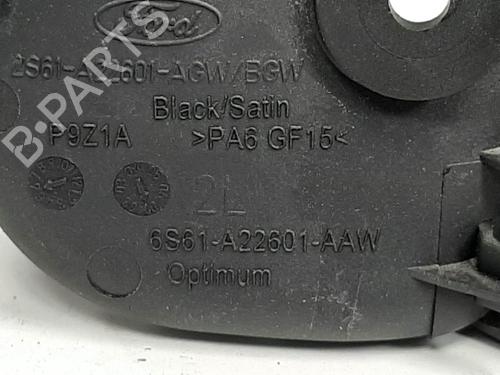 Ford
2S61-A22601-AGW/BGW
Black/Satin
P9Z1A >PA6 GF15<
2L
6S61-A22601-AAW
Optimum
B-PARTS